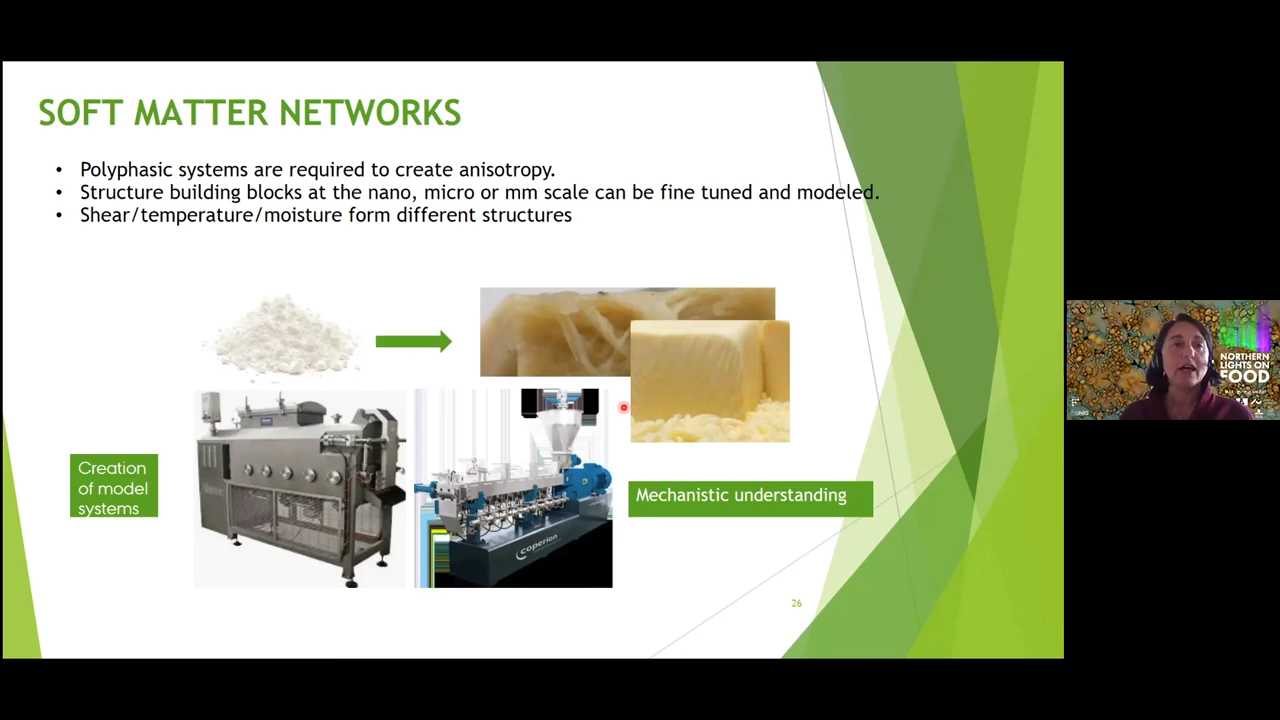 SOFT MATTER NETWORKS
• Polyphasic systems are required to create anisotropy.
• Structure building blocks at the nano, micro or mm scale can be fine tuned and modeled.
• Shear/temperature/moisture form different structures
Creation
of model
systems
coperion
Mechanistic understanding
26
NORTHERN
LIGHTS ON
FOOD